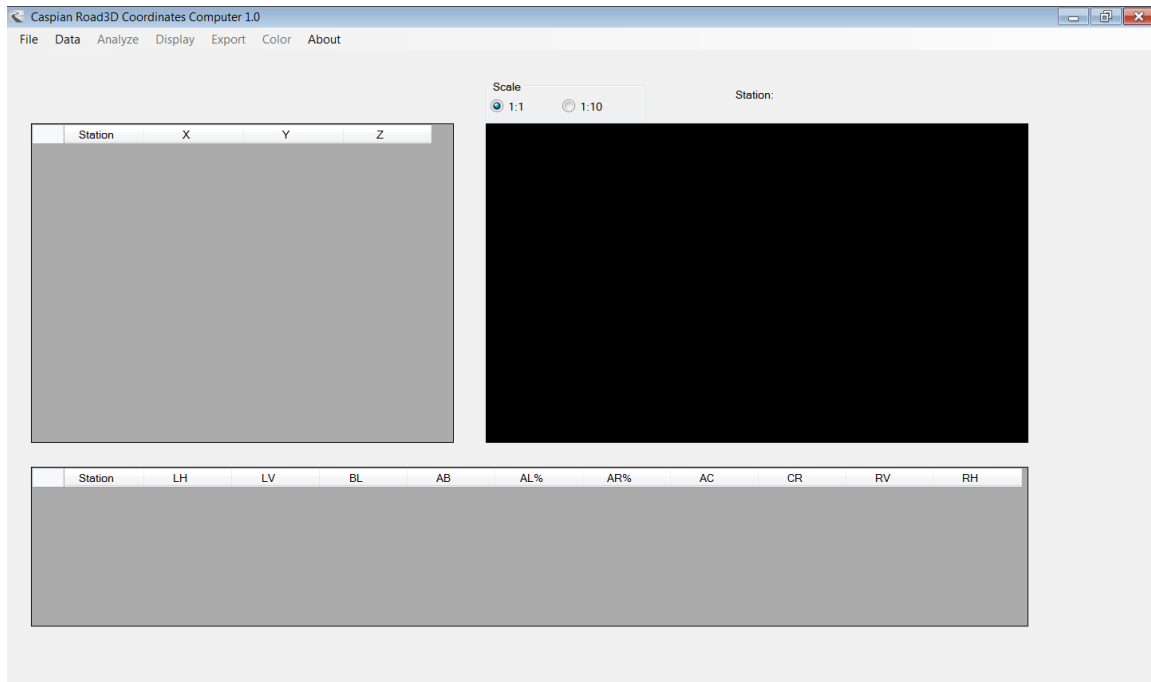 Caspian Road3D Coordinates Computer 1.0
File Data Analyze Display Export Color About
Scale
1:1 1:10
Station:
Station X Y Z
Station LH LV BL AB AL% AR% AC CR RV RH